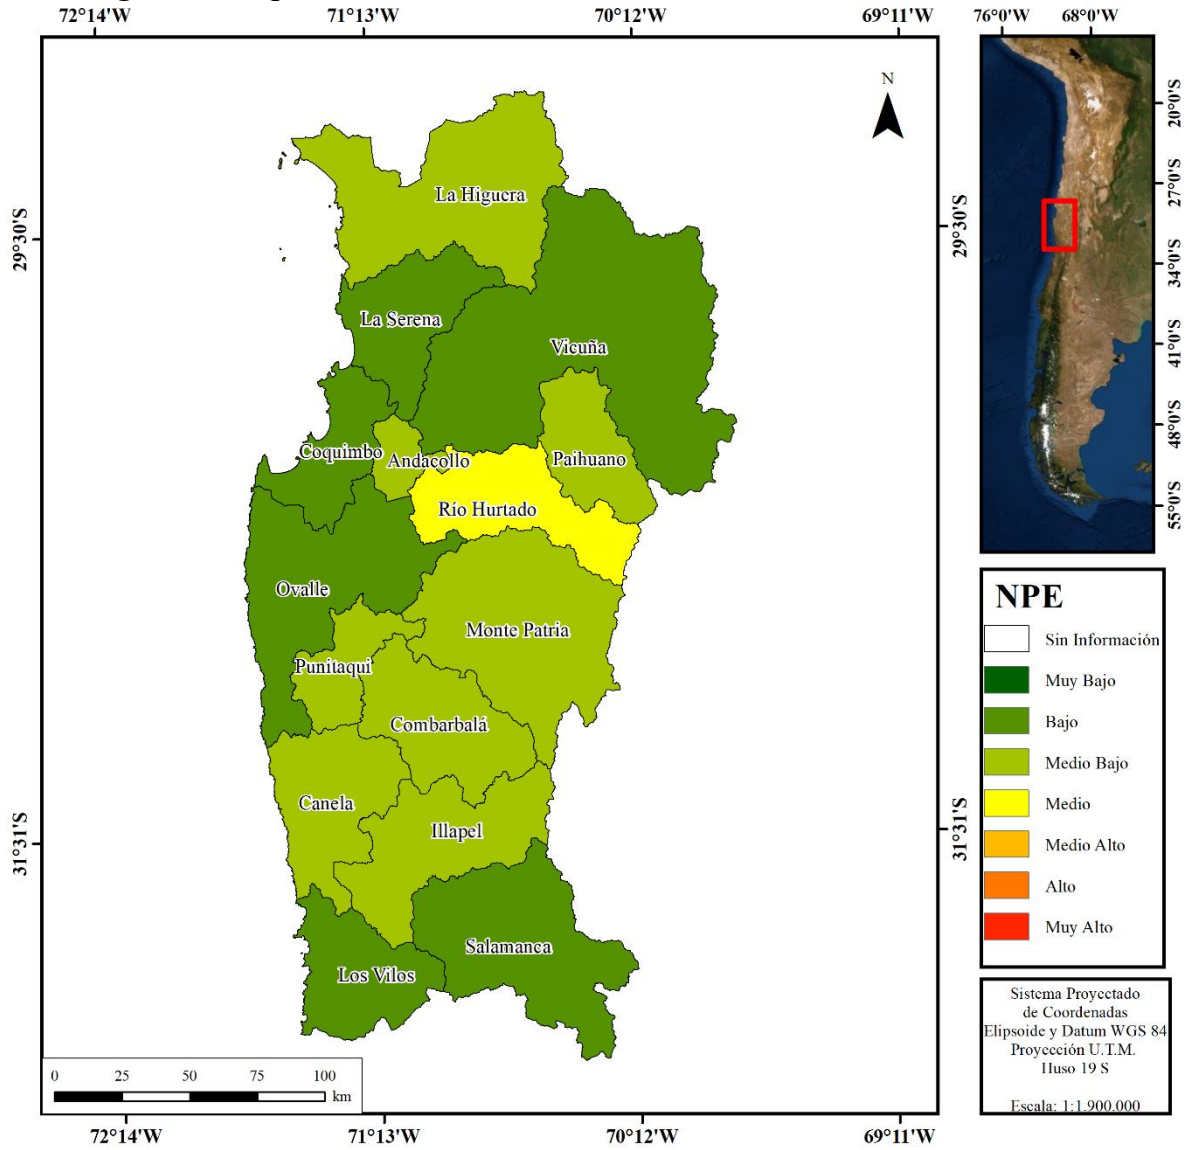 72°14'W 71°13'W 70°12'W 69°11'W
76°0'W 68°0'W
N
20°0'S
27°0'S
34°0'S
41°0'S
48°0'S
55°0'S
29°30'S
29°30'S
31°31'S
31°31'S
La Higuera
La Serena
Vicuña
Coquimbo
Andacollo
Paihuano
Río Hurtado
Ovalle
Monte Patria
Punitaqui
Combarbalá
Canela
Illapel
Salamanca
Los Vilos
NPE
Sin Información
Muy Bajo
Bajo
Medio Bajo
Medio
Medio Alto
Alto
Muy Alto
Sistema Proyectado
de Coordenadas
Elipsoide y Datum WGS 84
Proyección U.T.M.
Huso 19 S
Escala: 1:1.900.000
0 25 50 75 100
km
72°14'W 71°13'W 70°12'W 69°11'W